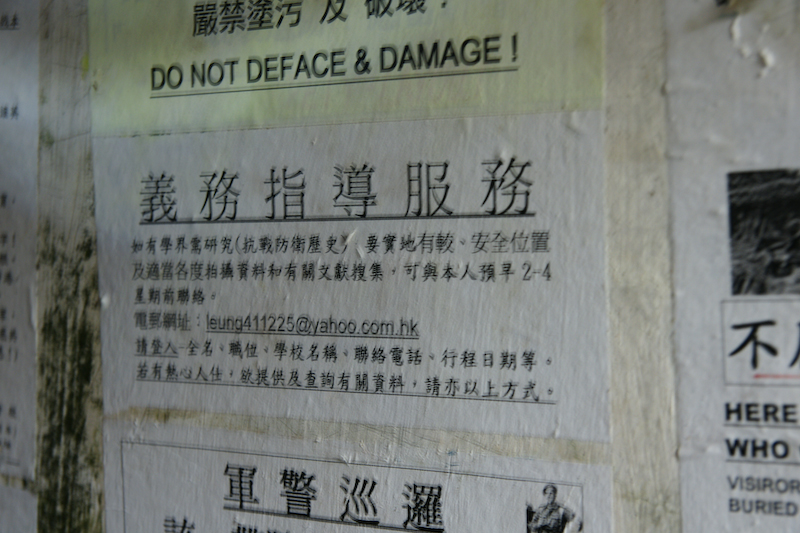 嚴禁塗污 及 破壞！
DO NOT DEFACE & DAMAGE !
義務指導服務
如有學界需研究(抗戰防衛歷史)，要實地有較、安全位置
及適當各度拍攝資料和有關文獻搜集，可與本人預早 2-4
星期前聯絡。
電郵網址：leung411225@yahoo.com.hk
請登入-全名、職位、學校名稱、聯絡電話、行程日期等。
若有熱心人仕，欲提供及查詢有關資料，請亦以上方式。
軍警巡邏
不
HERE
WHO
VISIROR
BURIED